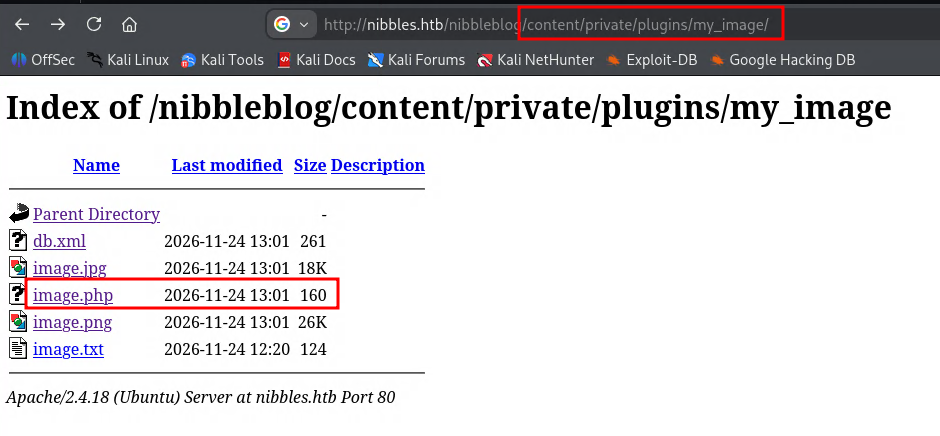 http://nibbles.htb/nibbleblog/content/private/plugins/my_image/
OffSec Kali Linux Kali Tools Kali Docs Kali Forums Kali NetHunter Exploit-DB Google Hacking DB
Index of /nibbleblog/content/private/plugins/my_image
Name Last modified Size Description
Parent Directory -
db.xml 2026-11-24 13:01 261
image.jpg 2026-11-24 13:01 18K
image.php 2026-11-24 13:01 160
image.png 2026-11-24 13:01 26K
image.txt 2026-11-24 12:20 124
Apache/2.4.18 (Ubuntu) Server at nibbles.htb Port 80